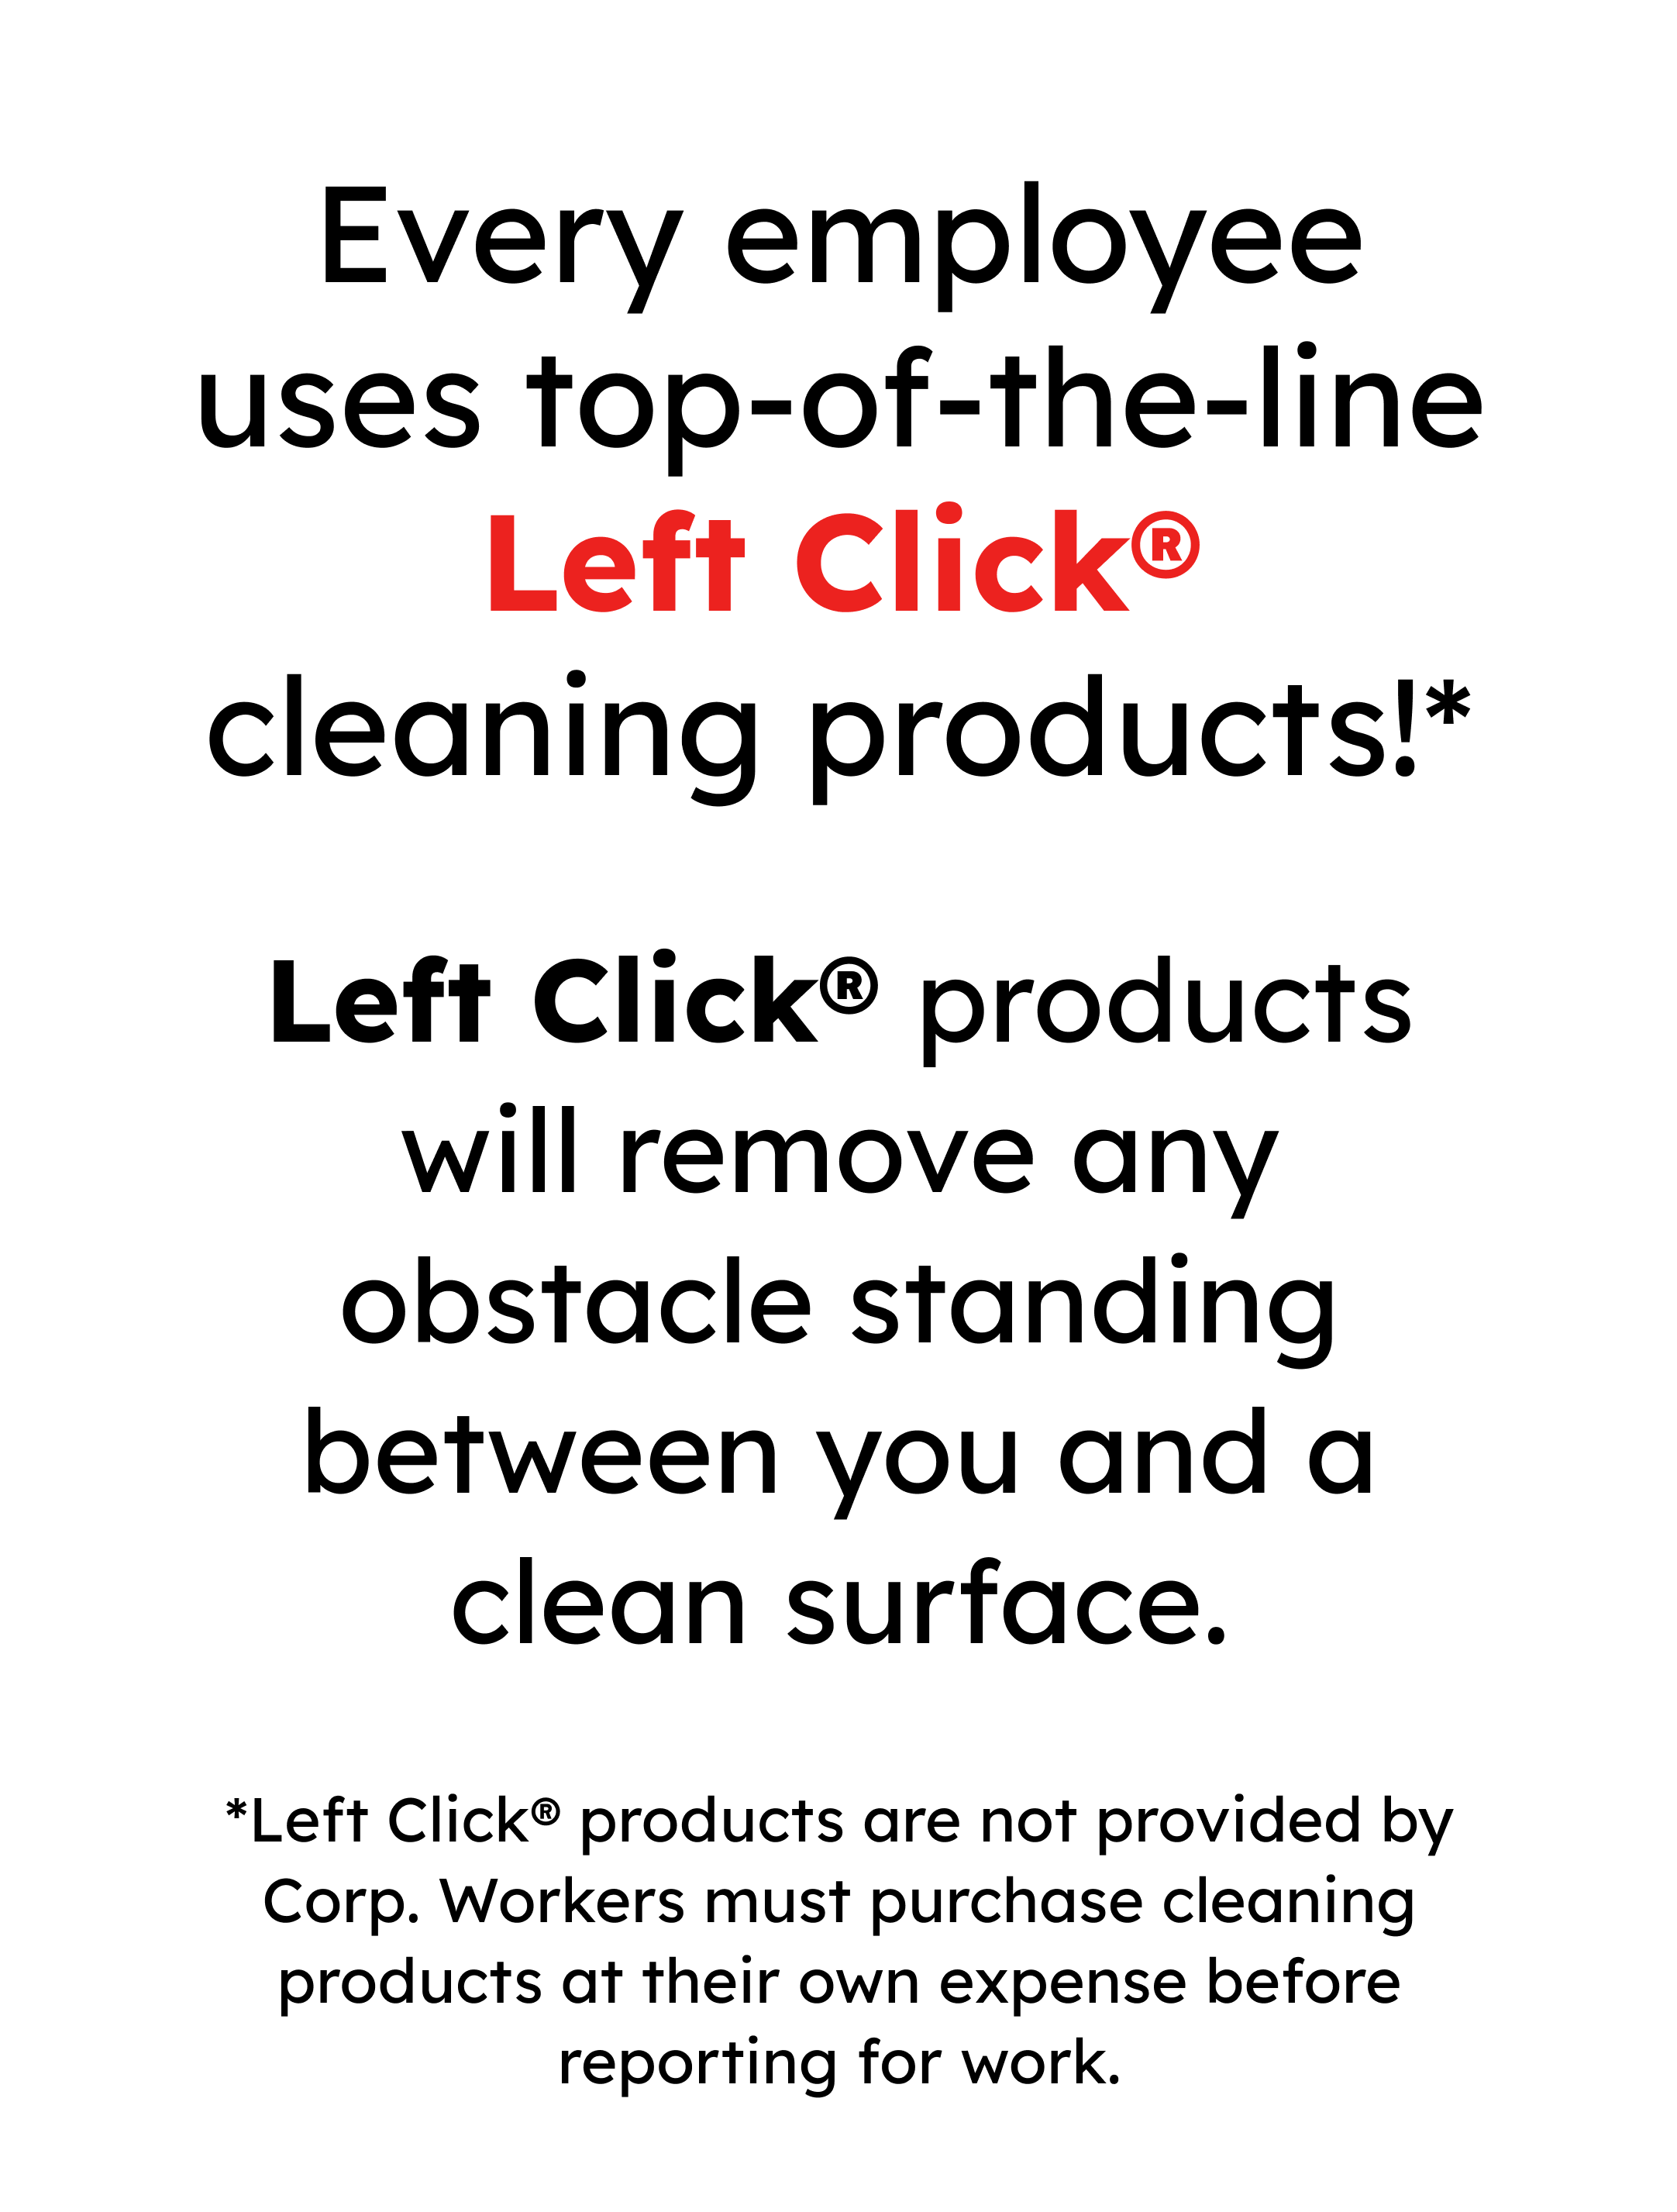 Every employee
uses top-of-the-line
Left Click®
cleaning products!*
Left Click® products
will remove any
obstacle standing
between you and a
clean surface.
*Left Click® products are not provided by
Corp. Workers must purchase cleaning
products at their own expense before
reporting for work.